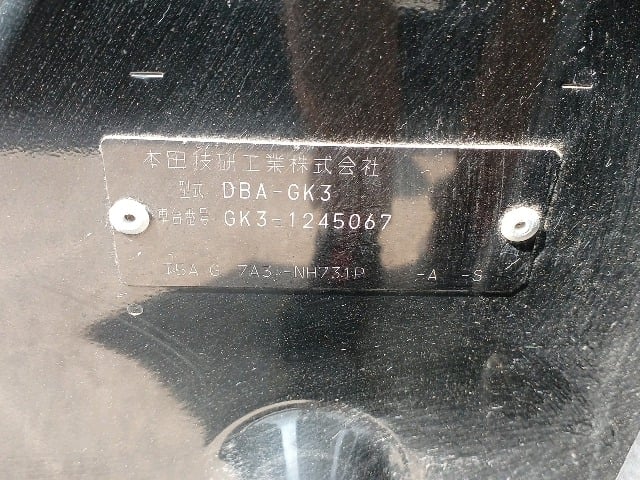 本田技研工業株式会社
型式 DBA-GK3
車台番号 GK3-1245067
-NH731P -A -S